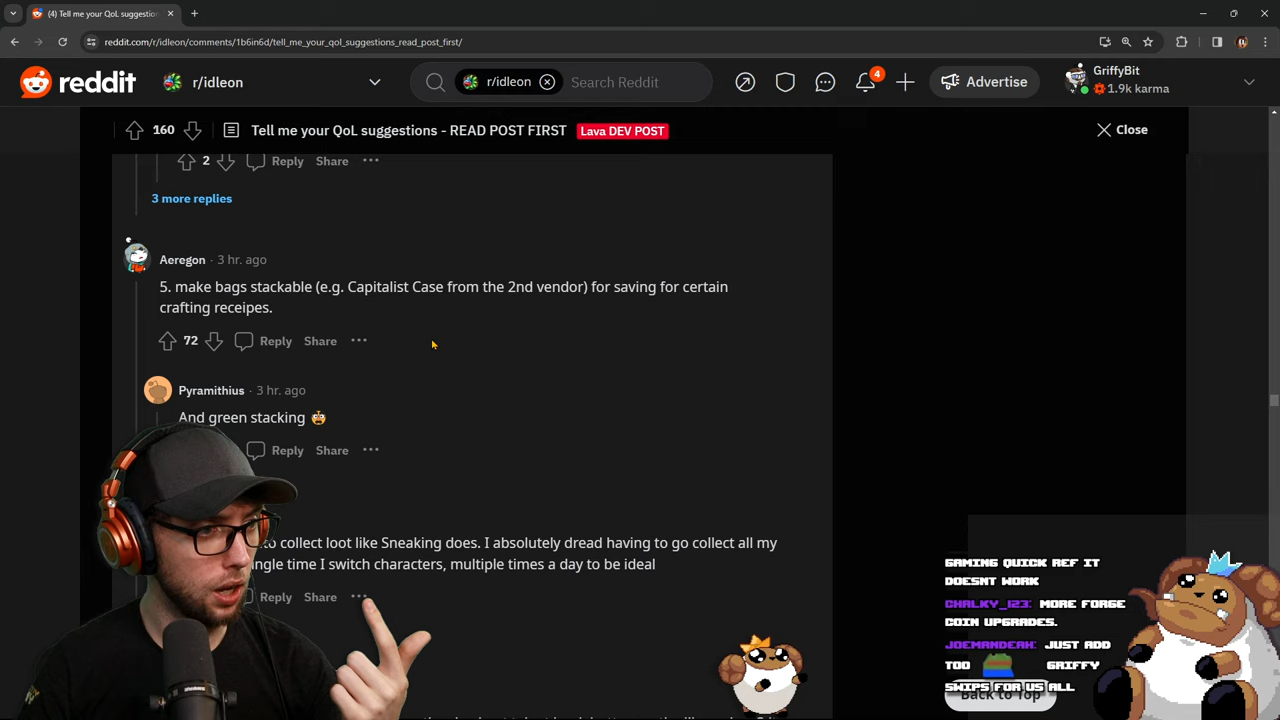 (4) Tell me your QoL suggestion
reddit.com/r/idleon/comments/1b6in6d/tell_me_your_qol_suggestions_read_post_first/
reddit
r/idleon
r/idleon
Search Reddit
4
Advertise
GriffyBit
1.9k karma
160
Tell me your QoL suggestions - READ POST FIRST
Lava DEV POST
Close
2
Reply
Share
3 more replies
Aeregon · 3 hr. ago
5. make bags stackable (e.g. Capitalist Case from the 2nd vendor) for saving for certain
crafting receipes.
72
Reply
Share
Pyramithius · 3 hr. ago
And green stacking
Reply
Share
to collect loot like Sneaking does. I absolutely dread having to go collect all my
time I switch characters, multiple times a day to be ideal
Reply
Share
GAMING QUICK REF IT
DOESNT WORK
CHALKY_123: MORE FORGE
COIN UPGRADES.
JOEMANDEAH: JUST ADD
TOO GRIFFY
SWIPS FOR US ALL
Back to Top